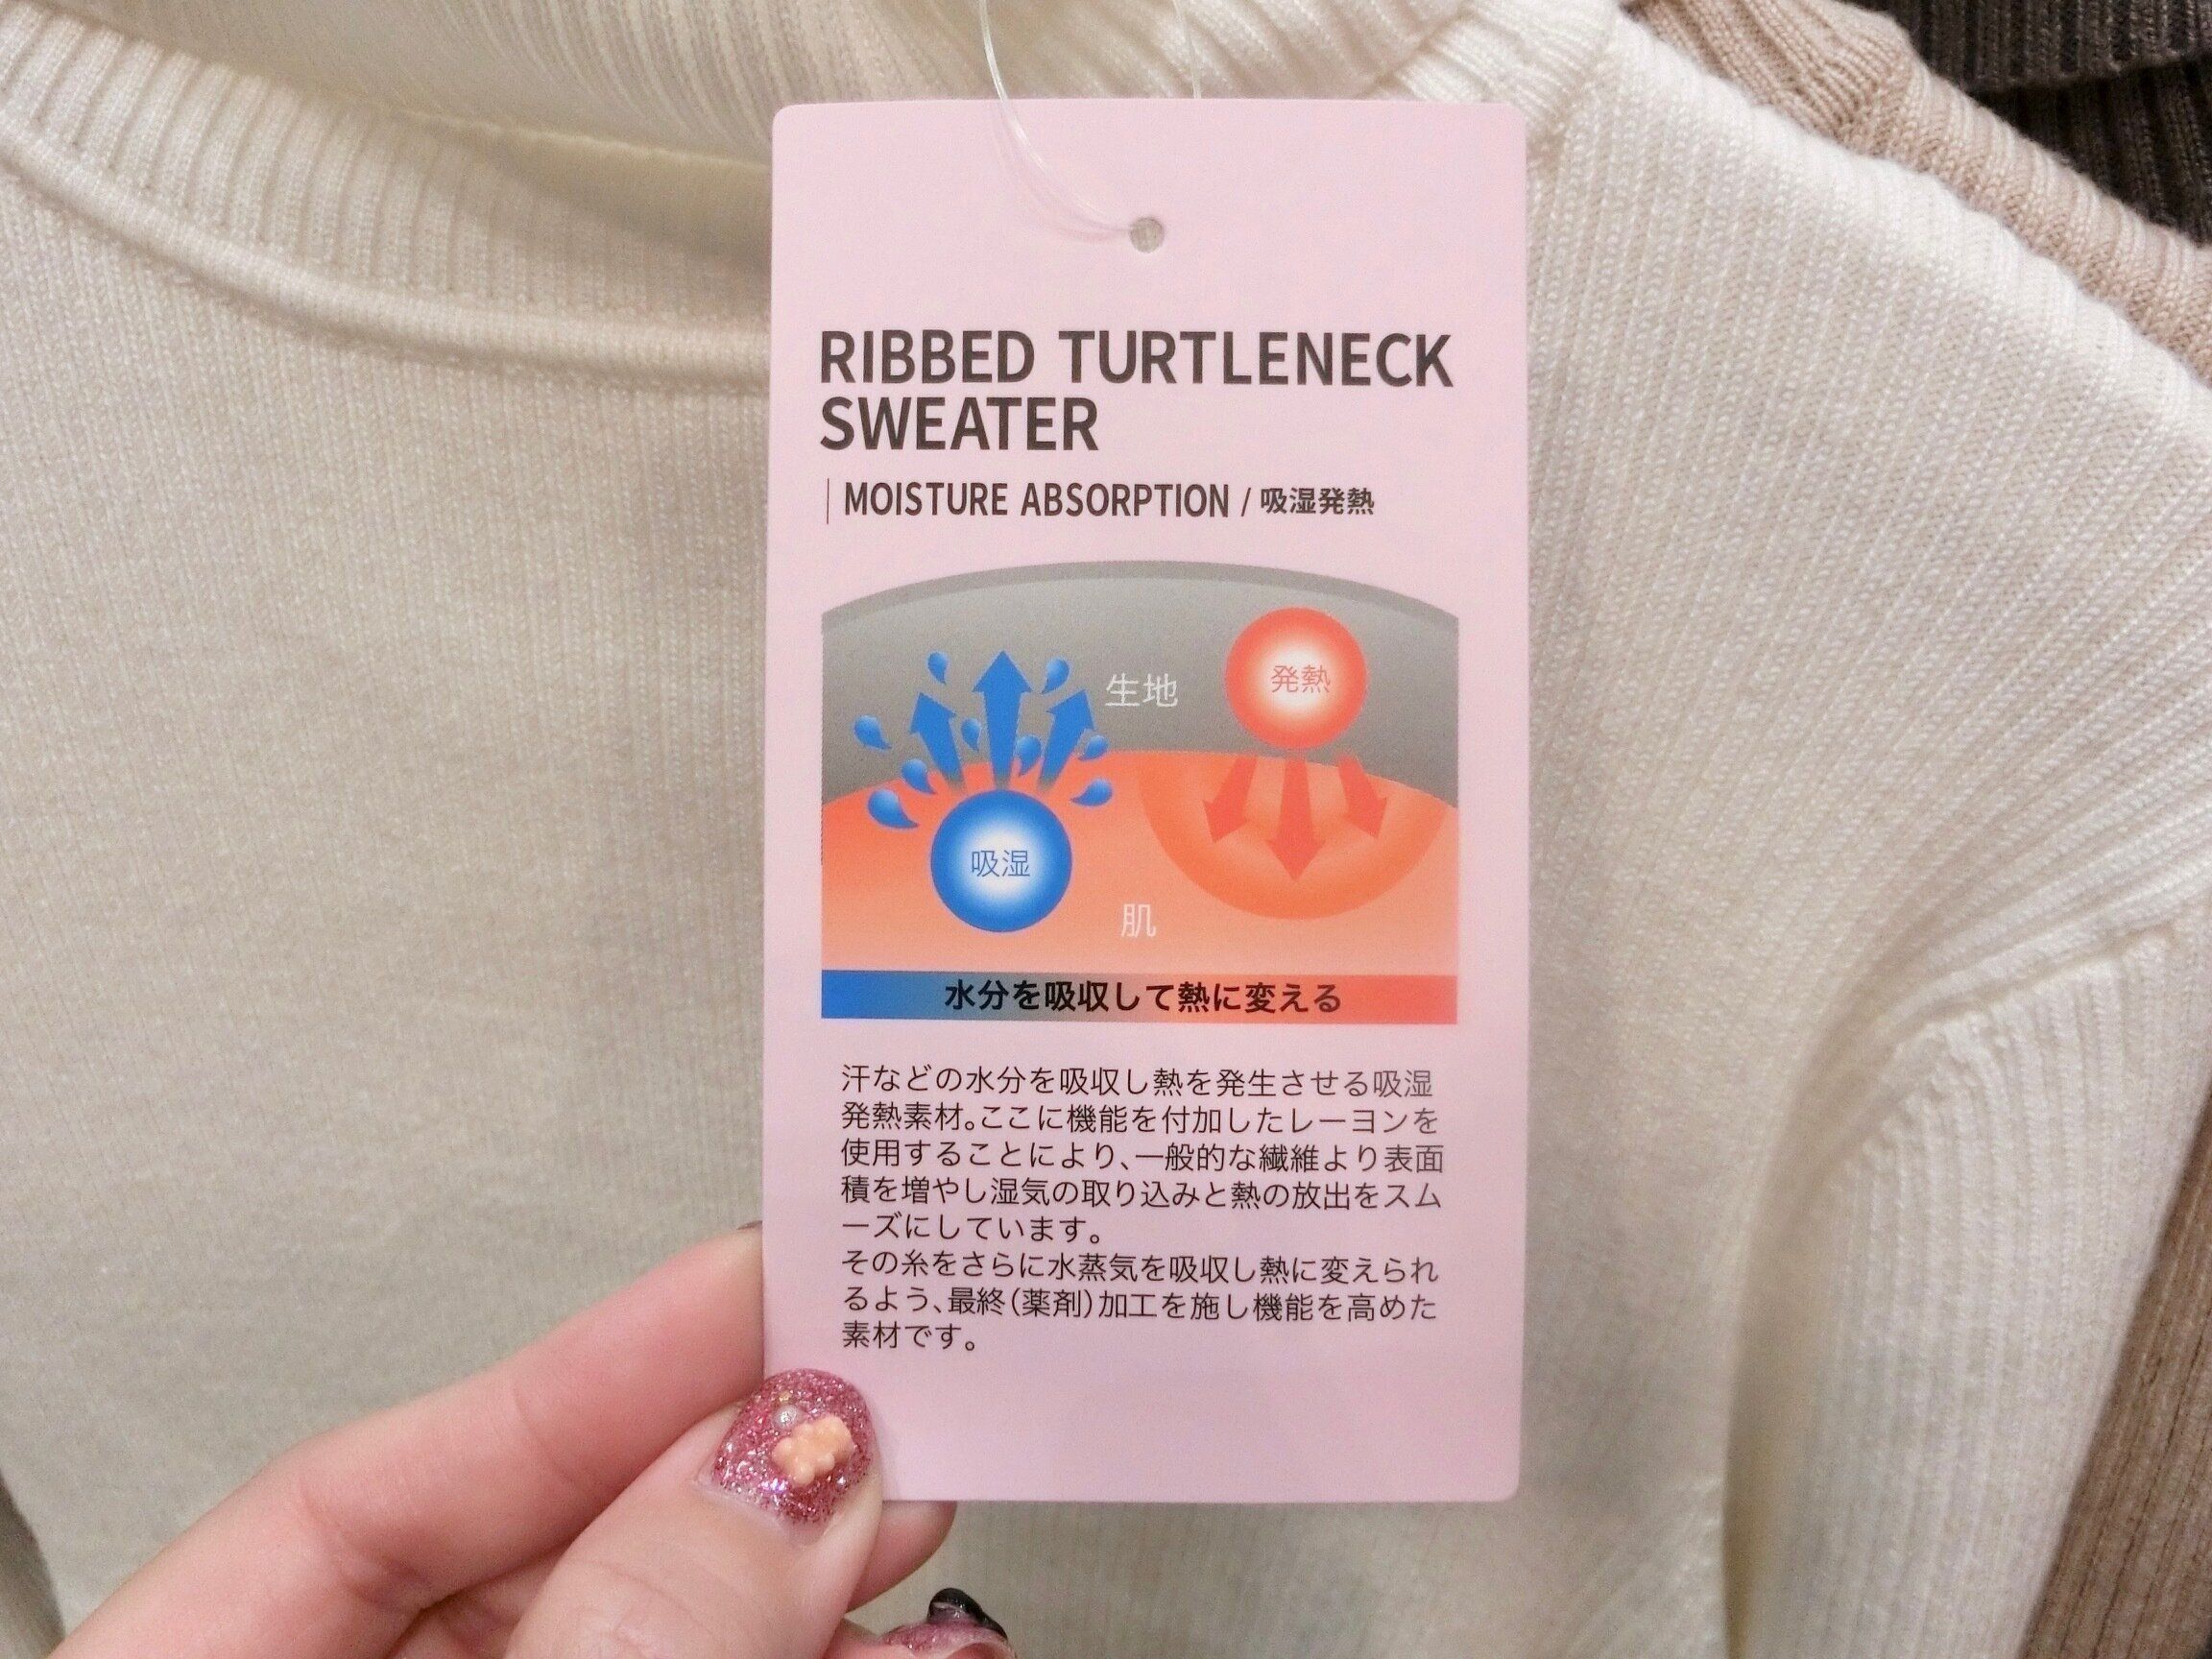 RIBBED TURTLENECK
SWEATER
MOISTURE ABSORPTION / 吸湿発熱
生地
発熱
吸湿
肌
水分を吸収して熱に変える
汗などの水分を吸収し熱を発生させる吸湿
発熱素材。ここに機能を付加したレーヨンを
使用することにより、一般的な繊維より表面
積を増やし湿気の取り込みと熱の放出をスム
ーズにしています。
その糸をさらに水蒸気を吸収し熱に変えられ
るよう、最終（薬剤）加工を施し機能を高めた
素材です。